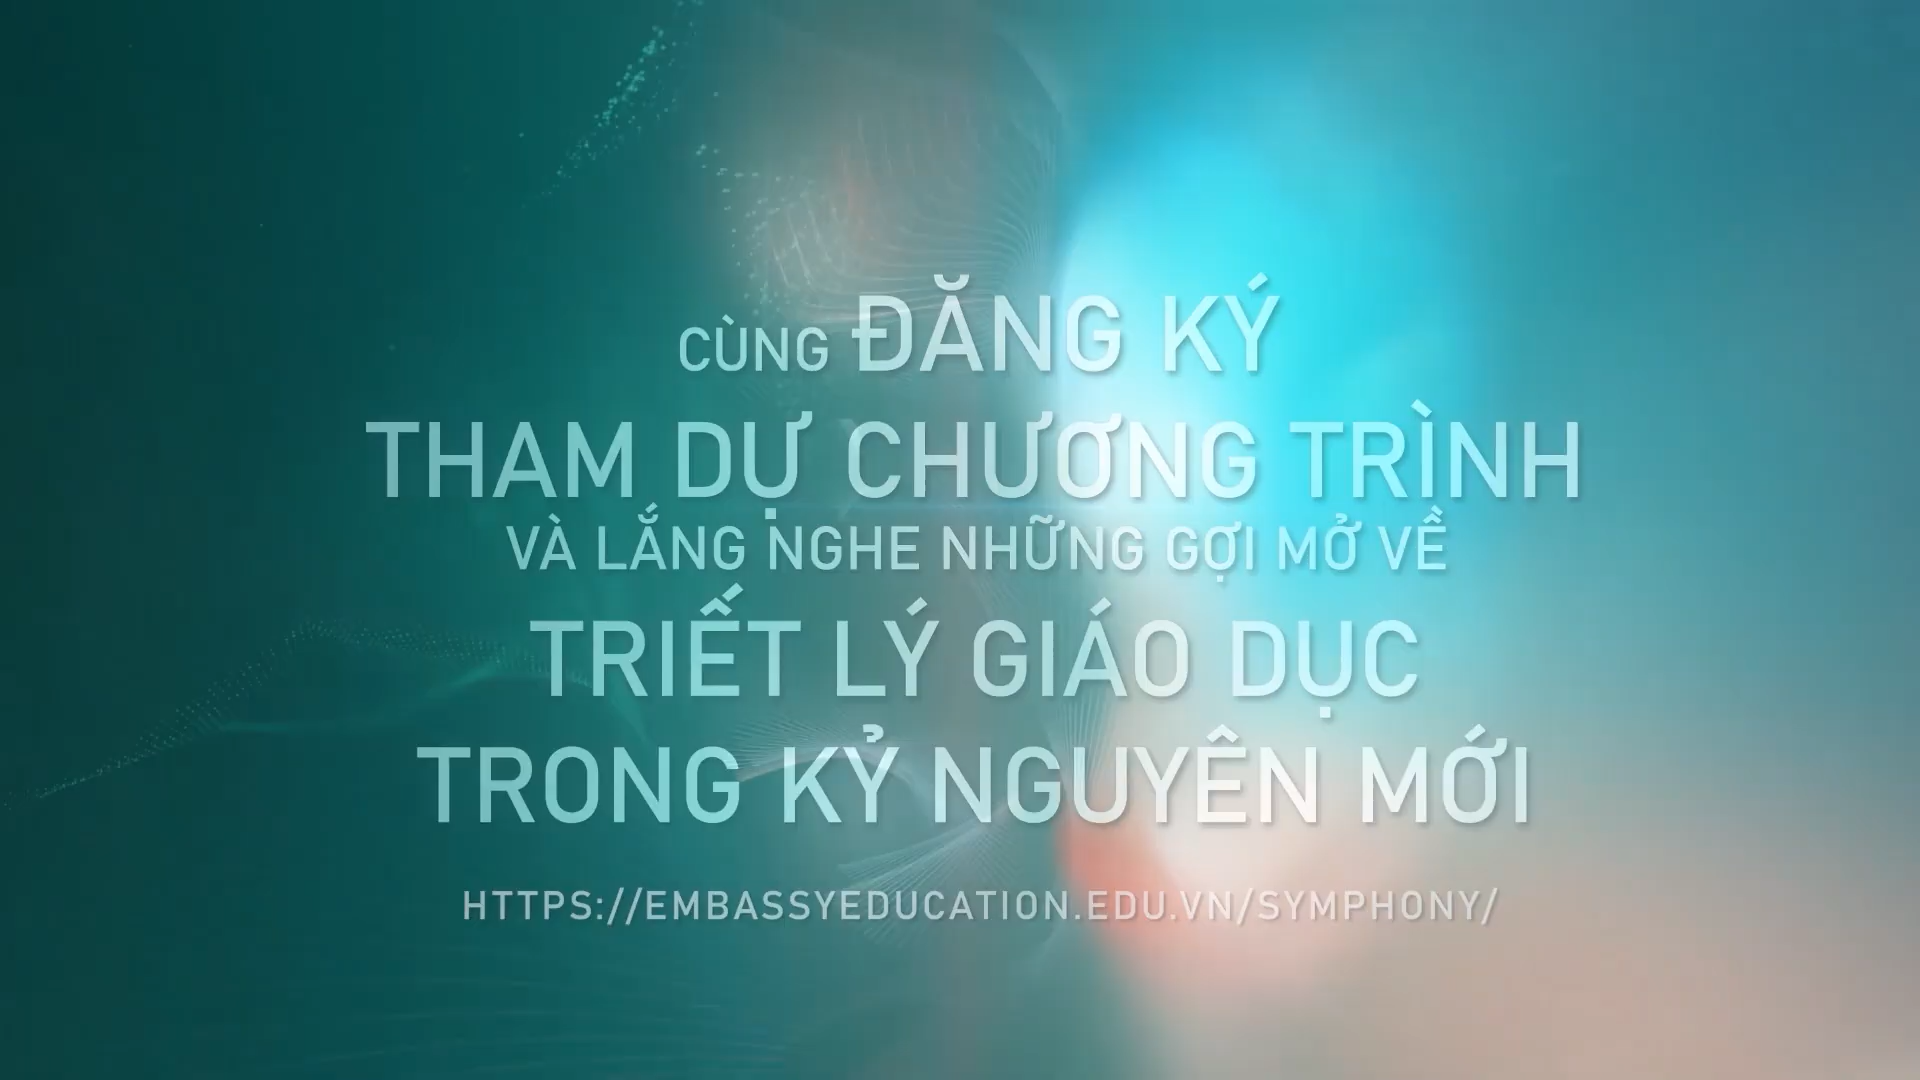 CÙNG ĐĂNG KÝ
THAM DỰ CHƯƠNG TRÌNH
VÀ LẮNG NGHE NHỮNG GỢI MỞ VỀ
TRIẾT LÝ GIÁO DỤC
TRONG KỶ NGUYÊN MỚI
HTTPS://EMBASSYEDUCATION.EDU.VN/SYMPHONY/